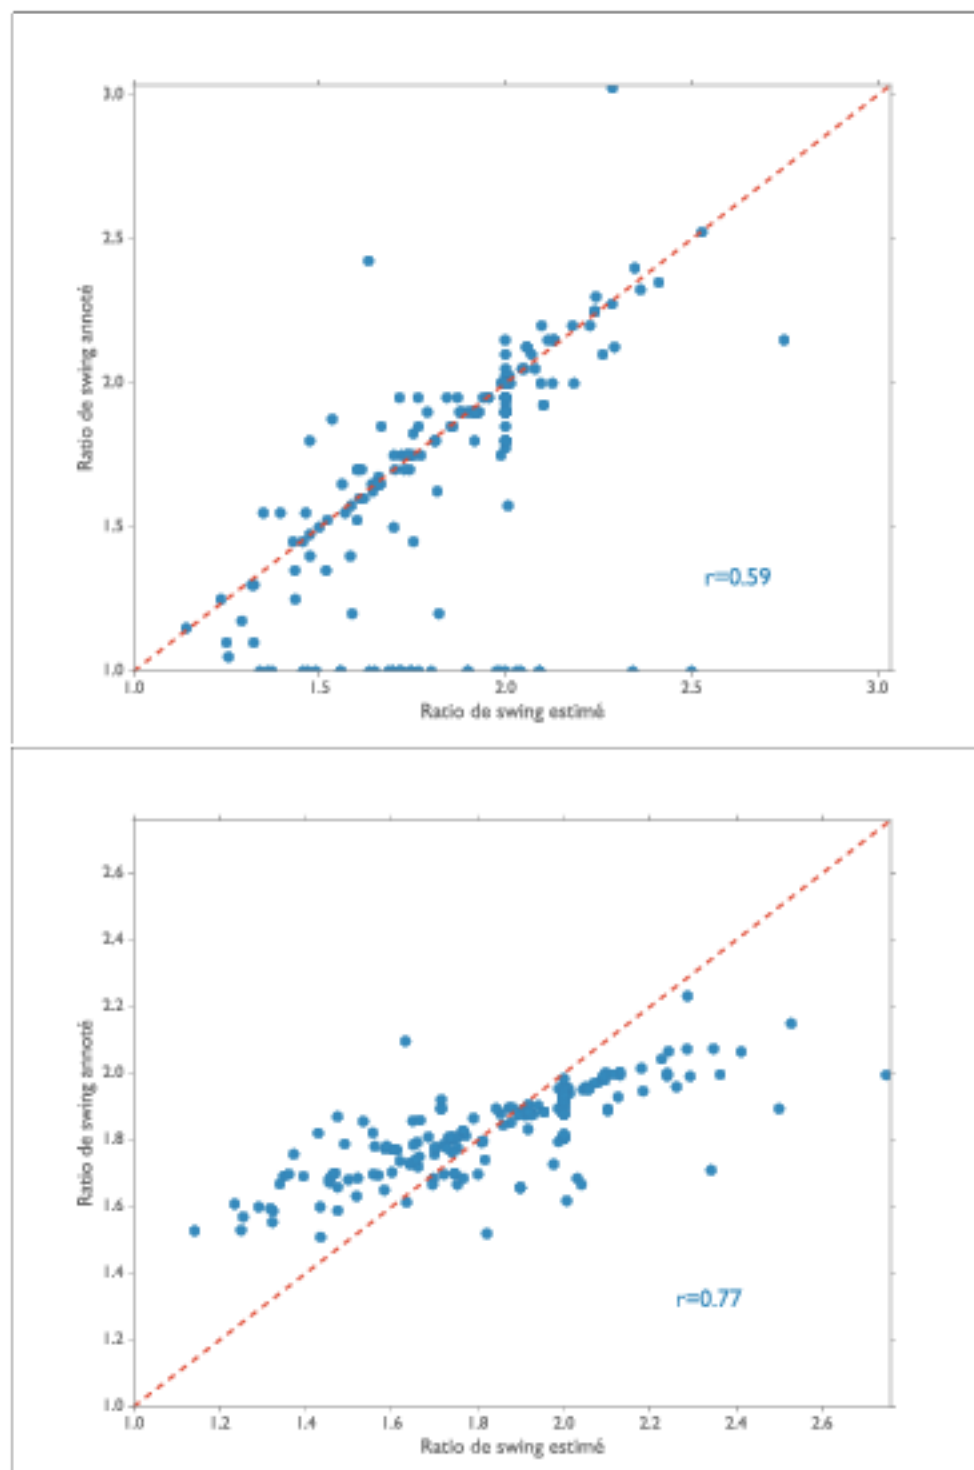 3.0
2.5
2.0
1.5
1.0
Ratio de swing annoté
r=0.59
1.0 1.5 2.0 2.5 3.0
Ratio de swing estimé
2.6
2.4
2.2
2.0
1.8
1.6
1.4
1.2
1.0
Ratio de swing annoté
r=0.77
1.0 1.2 1.4 1.6 1.8 2.0 2.2 2.4 2.6
Ratio de swing estimé